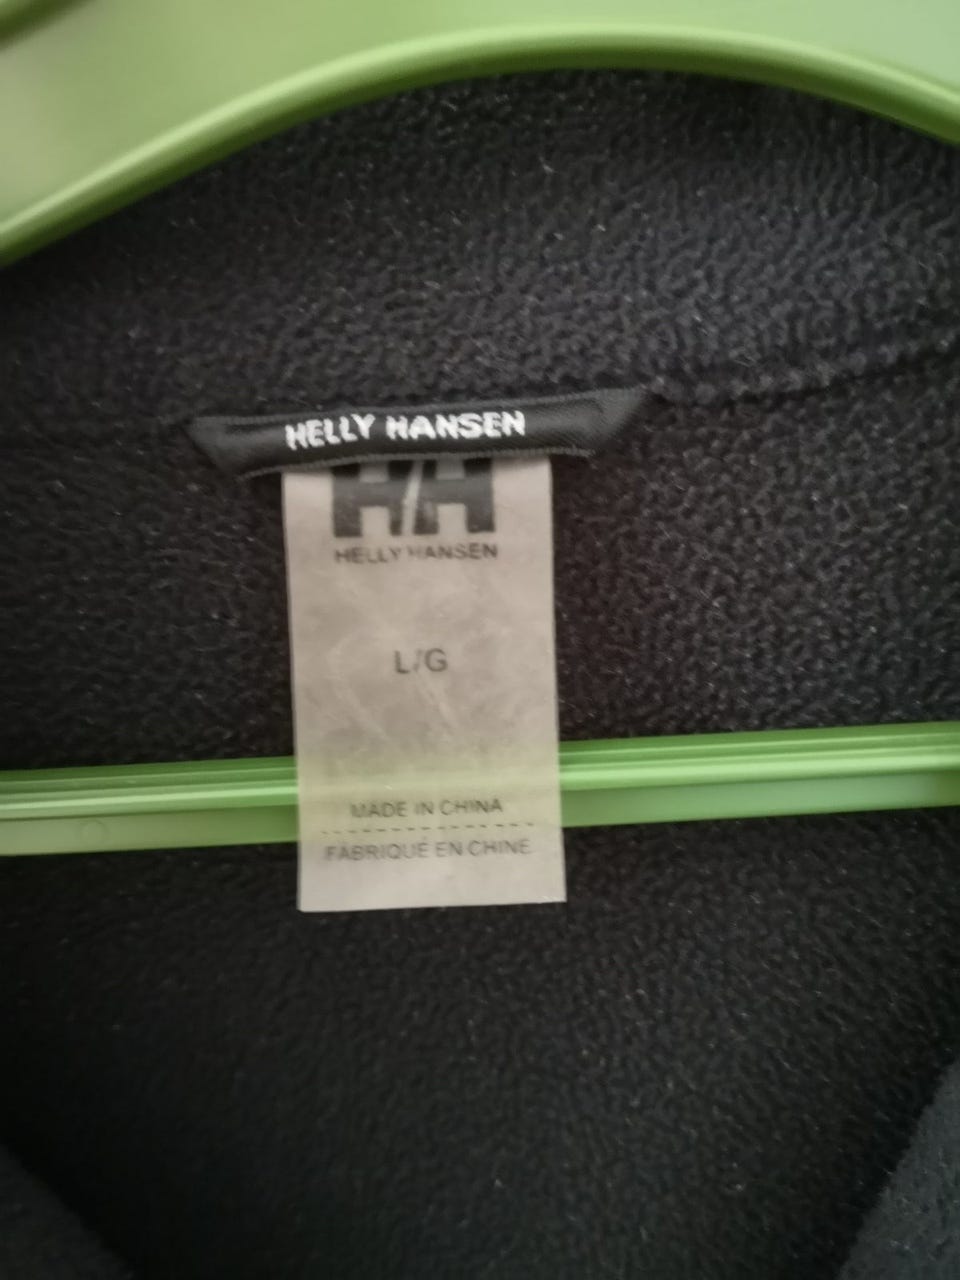 HELLY HANSEN
HH
HELLY HANSEN
L/G
MADE IN CHINA
FABRIQUÉ EN CHINE